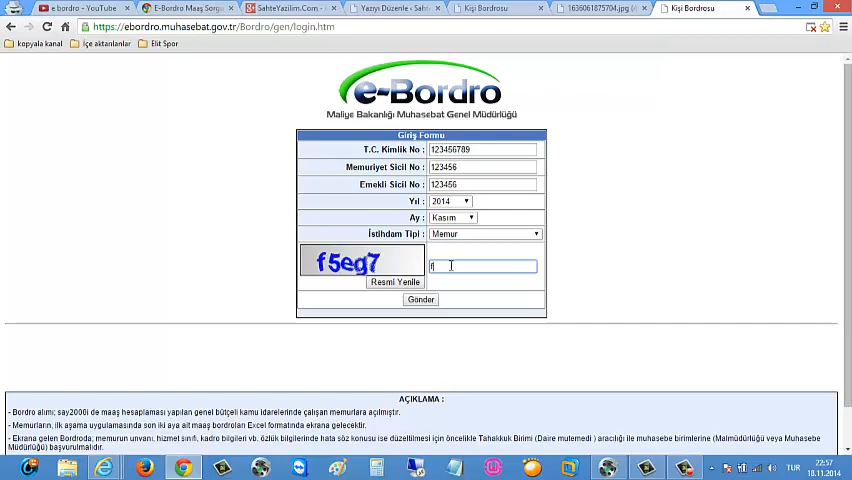 e bordro - YouTube
E-Bordro Maaş Sorgu
SahteYazilim.Com -
Yazıyı Düzenle ‹ Sahte
Kişi Bordrosu
1636061875704.jpg
Kişi Bordrosu
https://ebordro.muhasebat.gov.tr/Bordro/gen/login.htm
kopyala kanal
İçe aktarılanlar
Elit Spor
e-Bordro
Maliye Bakanlığı Muhasebat Genel Müdürlüğü
Giriş Formu
T.C. Kimlik No : 123456789
Memuriyet Sicil No : 123456
Emekli Sicil No : 123456
Yıl : 2014
Ay : Kasım
İstihdam Tipi : Memur
f5eg7 f
Resmi Yenile
Gönder
AÇIKLAMA :
- Bordro alımı; say2000i de maaş hesaplaması yapılan genel bütçeli kamu idarelerinde çalışan memurlara açılmıştır.
- Memurların, ilk aşama uygulamasında son iki aya ait maaş bordroları Excel formatında ekrana gelecektir.
- Ekrana gelen Bordroda; memurun unvanı, hizmet sınıfı, kadro bilgileri vb. özlük bilgilerinde hata söz konusu ise düzeltilmesi için öncelikle Tahakkuk Birimi (Daire mutemedi ) aracılığı ile muhasebe birimlerine (Malmüdürlüğü veya Muhasebe
Müdürlüğü) başvurulmalıdır.
TUR
22:57
18.11.2014